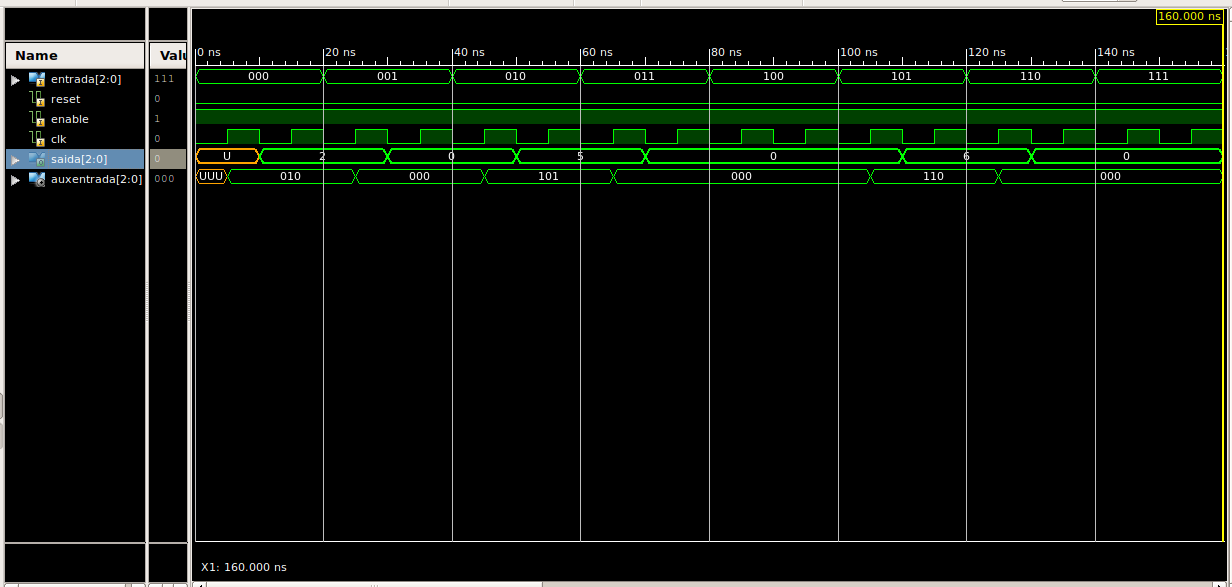 160.000 ns
Name Valu
0 ns 20 ns 40 ns 60 ns 80 ns 100 ns 120 ns 140 ns
entrada[2:0] 111 000 001 010 011 100 101 110 111
reset 0
enable 1
clk 0
saida[2:0] 0 U 2 0 5 0 6 0
auxentrada[2:0] 000 UUU 010 000 101 000 110 000
X1: 160.000 ns